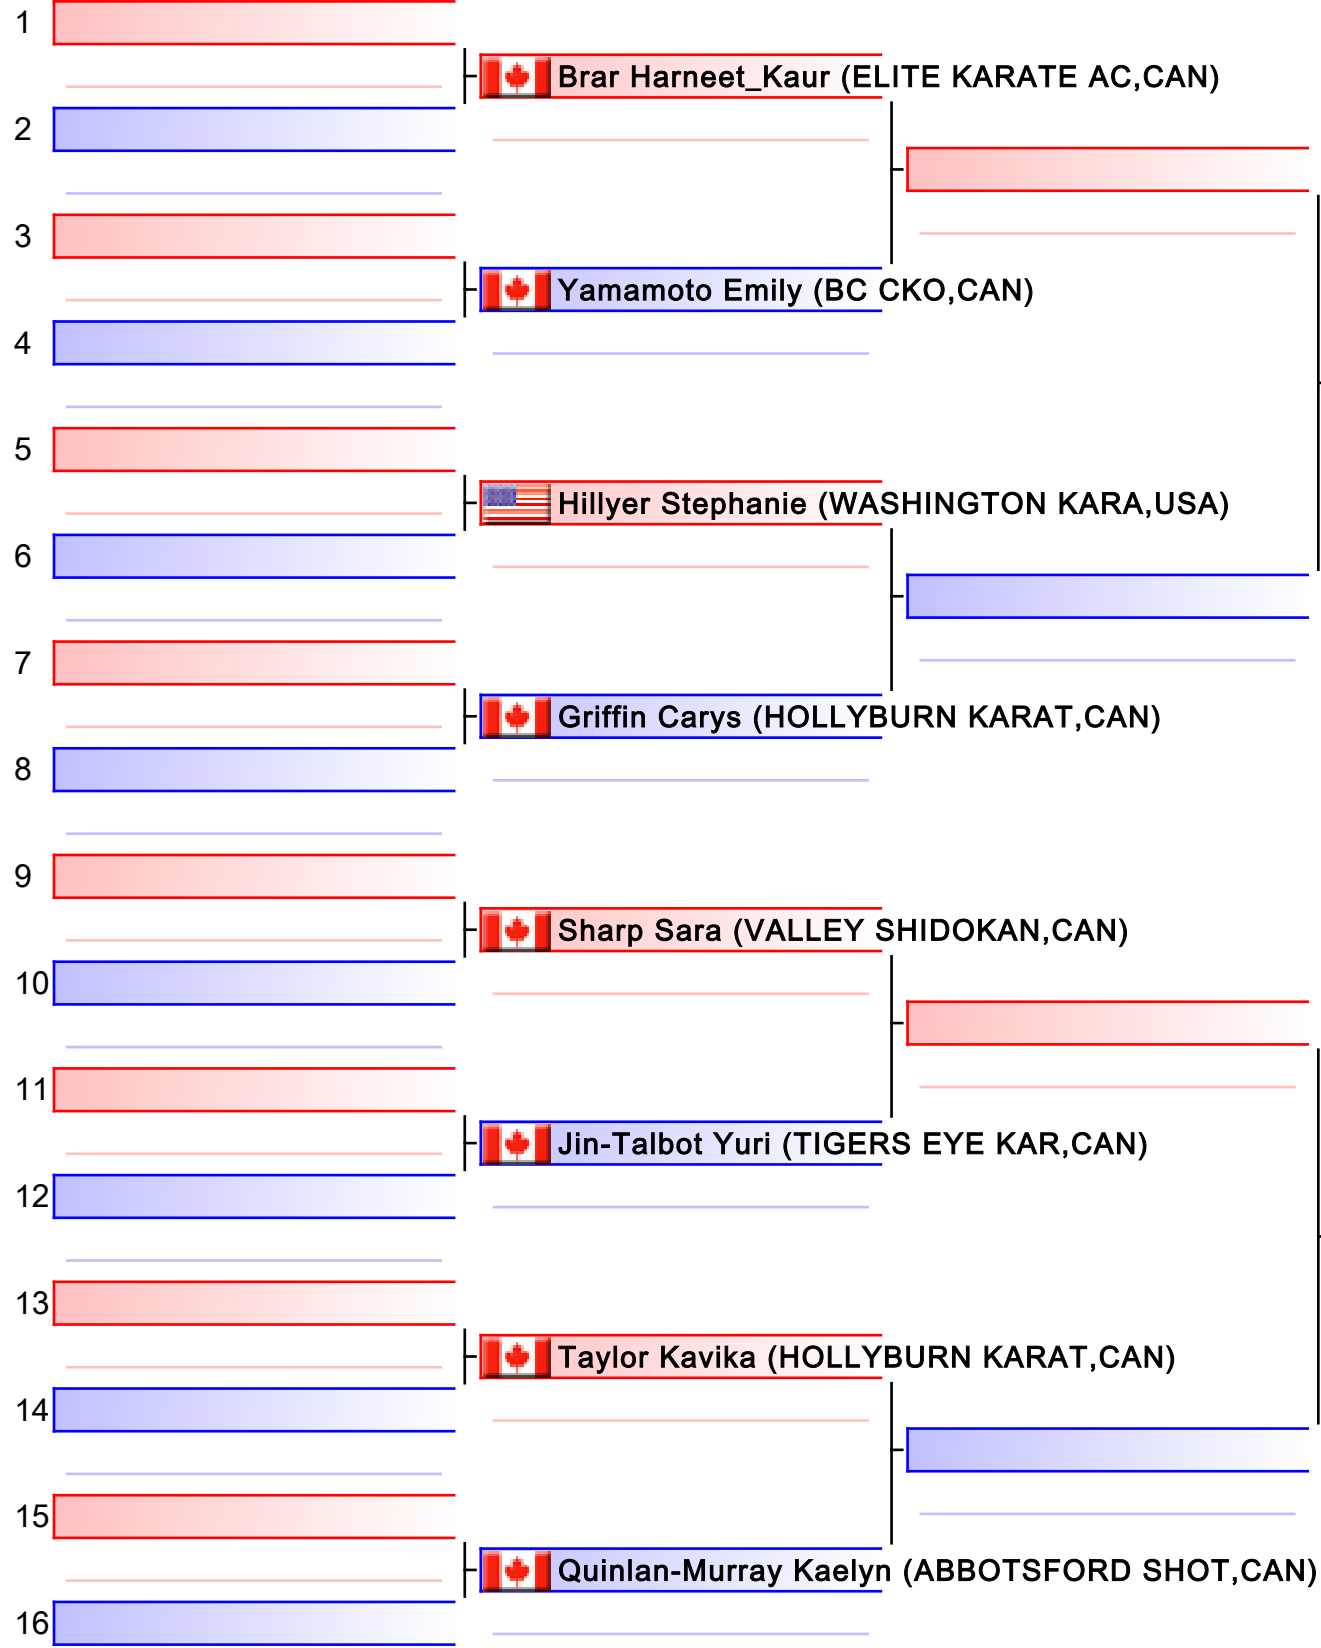 1
Brar Harneet_Kaur (ELITE KARATE AC,CAN)
2
3
Yamamoto Emily (BC CKO,CAN)
4
5
Hillyer Stephanie (WASHINGTON KARA,USA)
6
7
Griffin Carys (HOLLYBURN KARAT,CAN)
8
9
Sharp Sara (VALLEY SHIDOKAN,CAN)
10
11
Jin-Talbot Yuri (TIGERS EYE KAR,CAN)
12
13
Taylor Kavika (HOLLYBURN KARAT,CAN)
14
15
Quinlan-Murray Kaelyn (ABBOTSFORD SHOT,CAN)
16